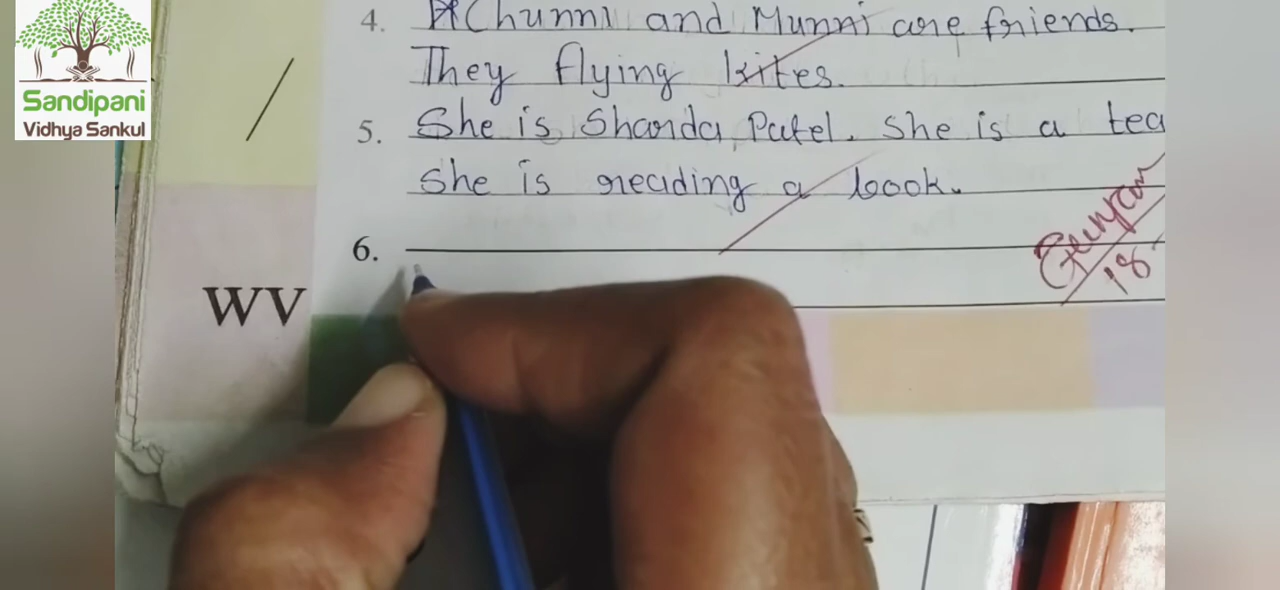 Sandipani
Vidhya Sankul
4. Chunni and Munni are friends.
They flying kites.
5. She is Sharda Patel. She is a tea
She is reading a book.
6.
18
WV